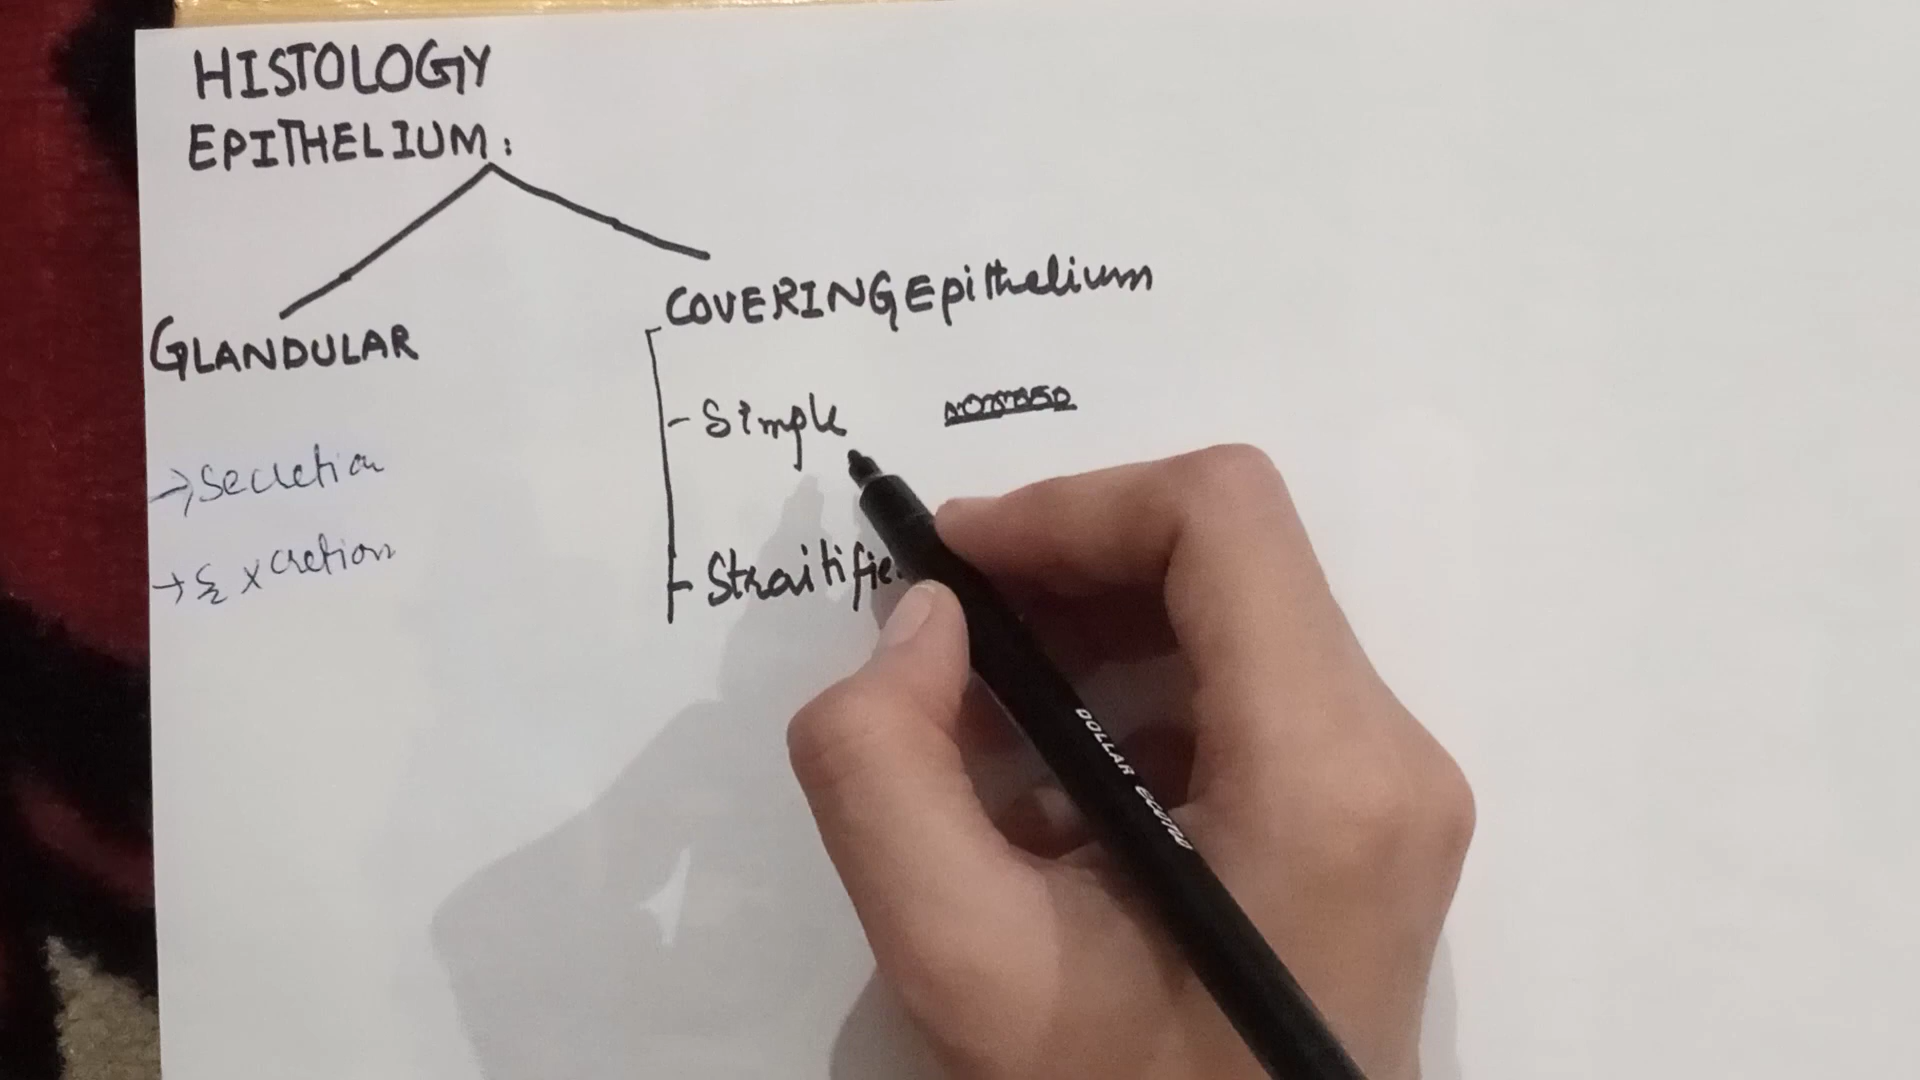 HISTOLOGY
EPITHELIUM:
GLANDULAR
→ Secretion
→ Excretion
COVERING Epithelium
- Simple
- Straitifie
DOLLAR